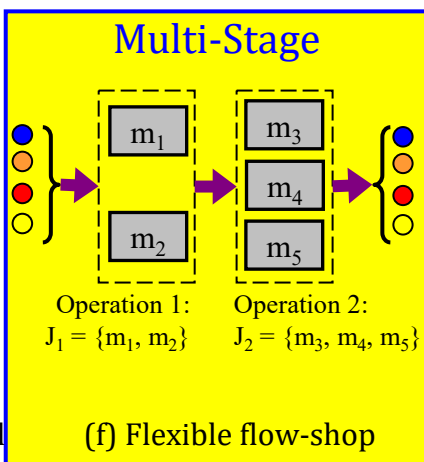 Multi-Stage
m₁
m₂
m₃
m₄
m₅
Operation 1:
J₁ = {m₁, m₂}
Operation 2:
J₂ = {m₃, m₄, m₅}
(f) Flexible flow-shop